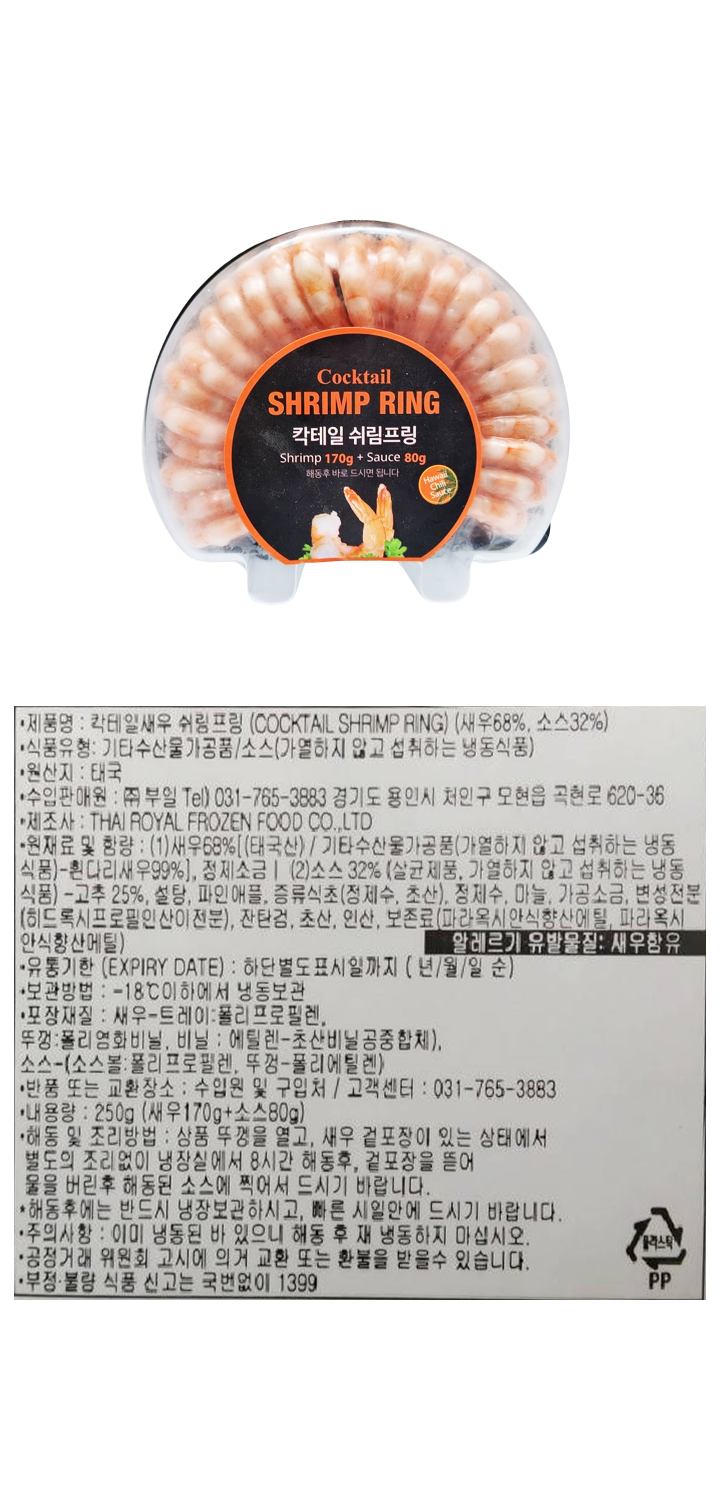 Cocktail
SHRIMP RING
칵테일 쉬림프링
Shrimp 170g + Sauce 80g
해동후 바로 드시면 됩니다
Hawaii
Chili
Sauce
•제품명 : 칵테일새우 쉬림프링 (COCKTAIL SHRIMP RING) (새우68%, 소스32%)
•식품유형: 기타수산물가공품/소스(가열하지 않고 섭취하는 냉동식품)
•원산지 : 태국
•수입판매원 : ㈜부일 Tel) 031-765-3883 경기도 용인시 처인구 모현읍 곡현로 620-36
•제조사 : THAI ROYAL FROZEN FOOD CO.,LTD
•원재료 및 함량 : (1)새우68%[(태국산) / 기타수산물가공품(가열하지 않고 섭취하는 냉동
식품)-흰다리새우99%], 정제소금 | (2)소스 32% (살균제품, 가열하지 않고 섭취하는 냉동
식품) -고추 25%, 설탕, 파인애플, 증류식초(정제수, 초산), 정제수, 마늘, 가공소금, 변성전분
(히드록시프로필인산이전분), 잔탄검, 초산, 인산, 보존료(파라옥시안식향산에틸, 파라옥시
안식향산메틸)
알레르기 유발물질: 새우함유
•유통기한 (EXPIRY DATE) : 하단별도표시일까지 ( 년/월/일 순)
•보관방법 : -18℃이하에서 냉동보관
•포장재질 : 새우-트레이:폴리프로필렌,
뚜껑:폴리염화비닐, 비닐 : 에틸렌-초산비닐공중합체),
소스-(소스볼:폴리프로필렌, 뚜껑-폴리에틸렌)
•반품 또는 교환장소 : 수입원 및 구입처 / 고객센터 : 031-765-3883
•내용량 : 250g (새우170g+소스80g)
•해동 및 조리방법 : 상품 뚜껑을 열고, 새우 겉포장이 있는 상태에서
별도의 조리없이 냉장실에서 8시간 해동후, 겉포장을 뜯어
물을 버린후 해동된 소스에 찍어서 드시기 바랍니다.
*해동후에는 반드시 냉장보관하시고, 빠른 시일안에 드시기 바랍니다.
•주의사항 : 이미 냉동된 바 있으니 해동 후 재 냉동하지 마십시오.
•공정거래 위원회 고시에 의거 교환 또는 환불을 받을수 있습니다.
•부정·불량 식품 신고는 국번없이 1399
플라스틱
PP